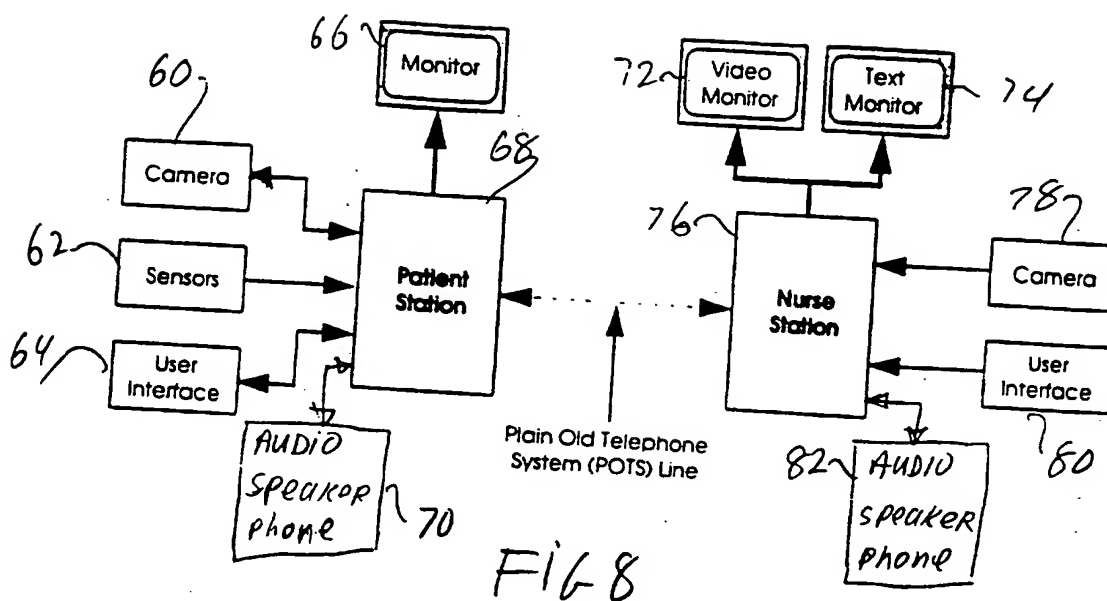 66
Monitor
72
Video
Monitor
Text
Monitor
74
60
Camera
68
62
Sensors
Patient
Station
64
User
Interface
76
Nurse
Station
78
Camera
User
Interface
80
Plain Old Telephone
System (POTS) Line
AUDIO
SPEAKER
PHONE
70
82
AUDIO
SPEAKER
PHONE
FIG 8